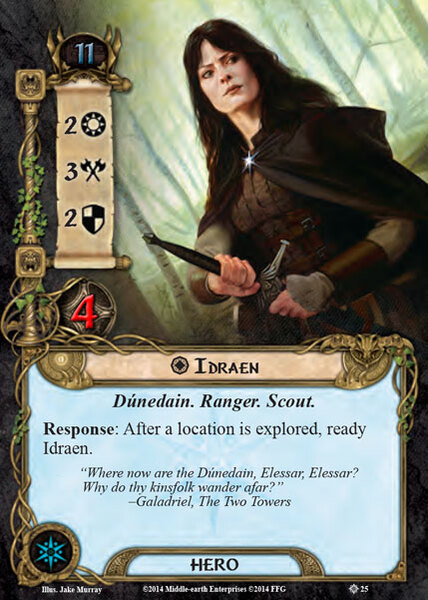 11
2
3
2
4
Idraen
Dúnedain. Ranger. Scout.
Response: After a location is explored, ready
Idraen.
“Where now are the Dúnedain, Elessar, Elessar?
Why do thy kinsfolk wander afar?”
–Galadriel, The Two Towers
HERO
Illus. Jake Murray ©2014 Middle-earth Enterprises ©2014 FFG 25